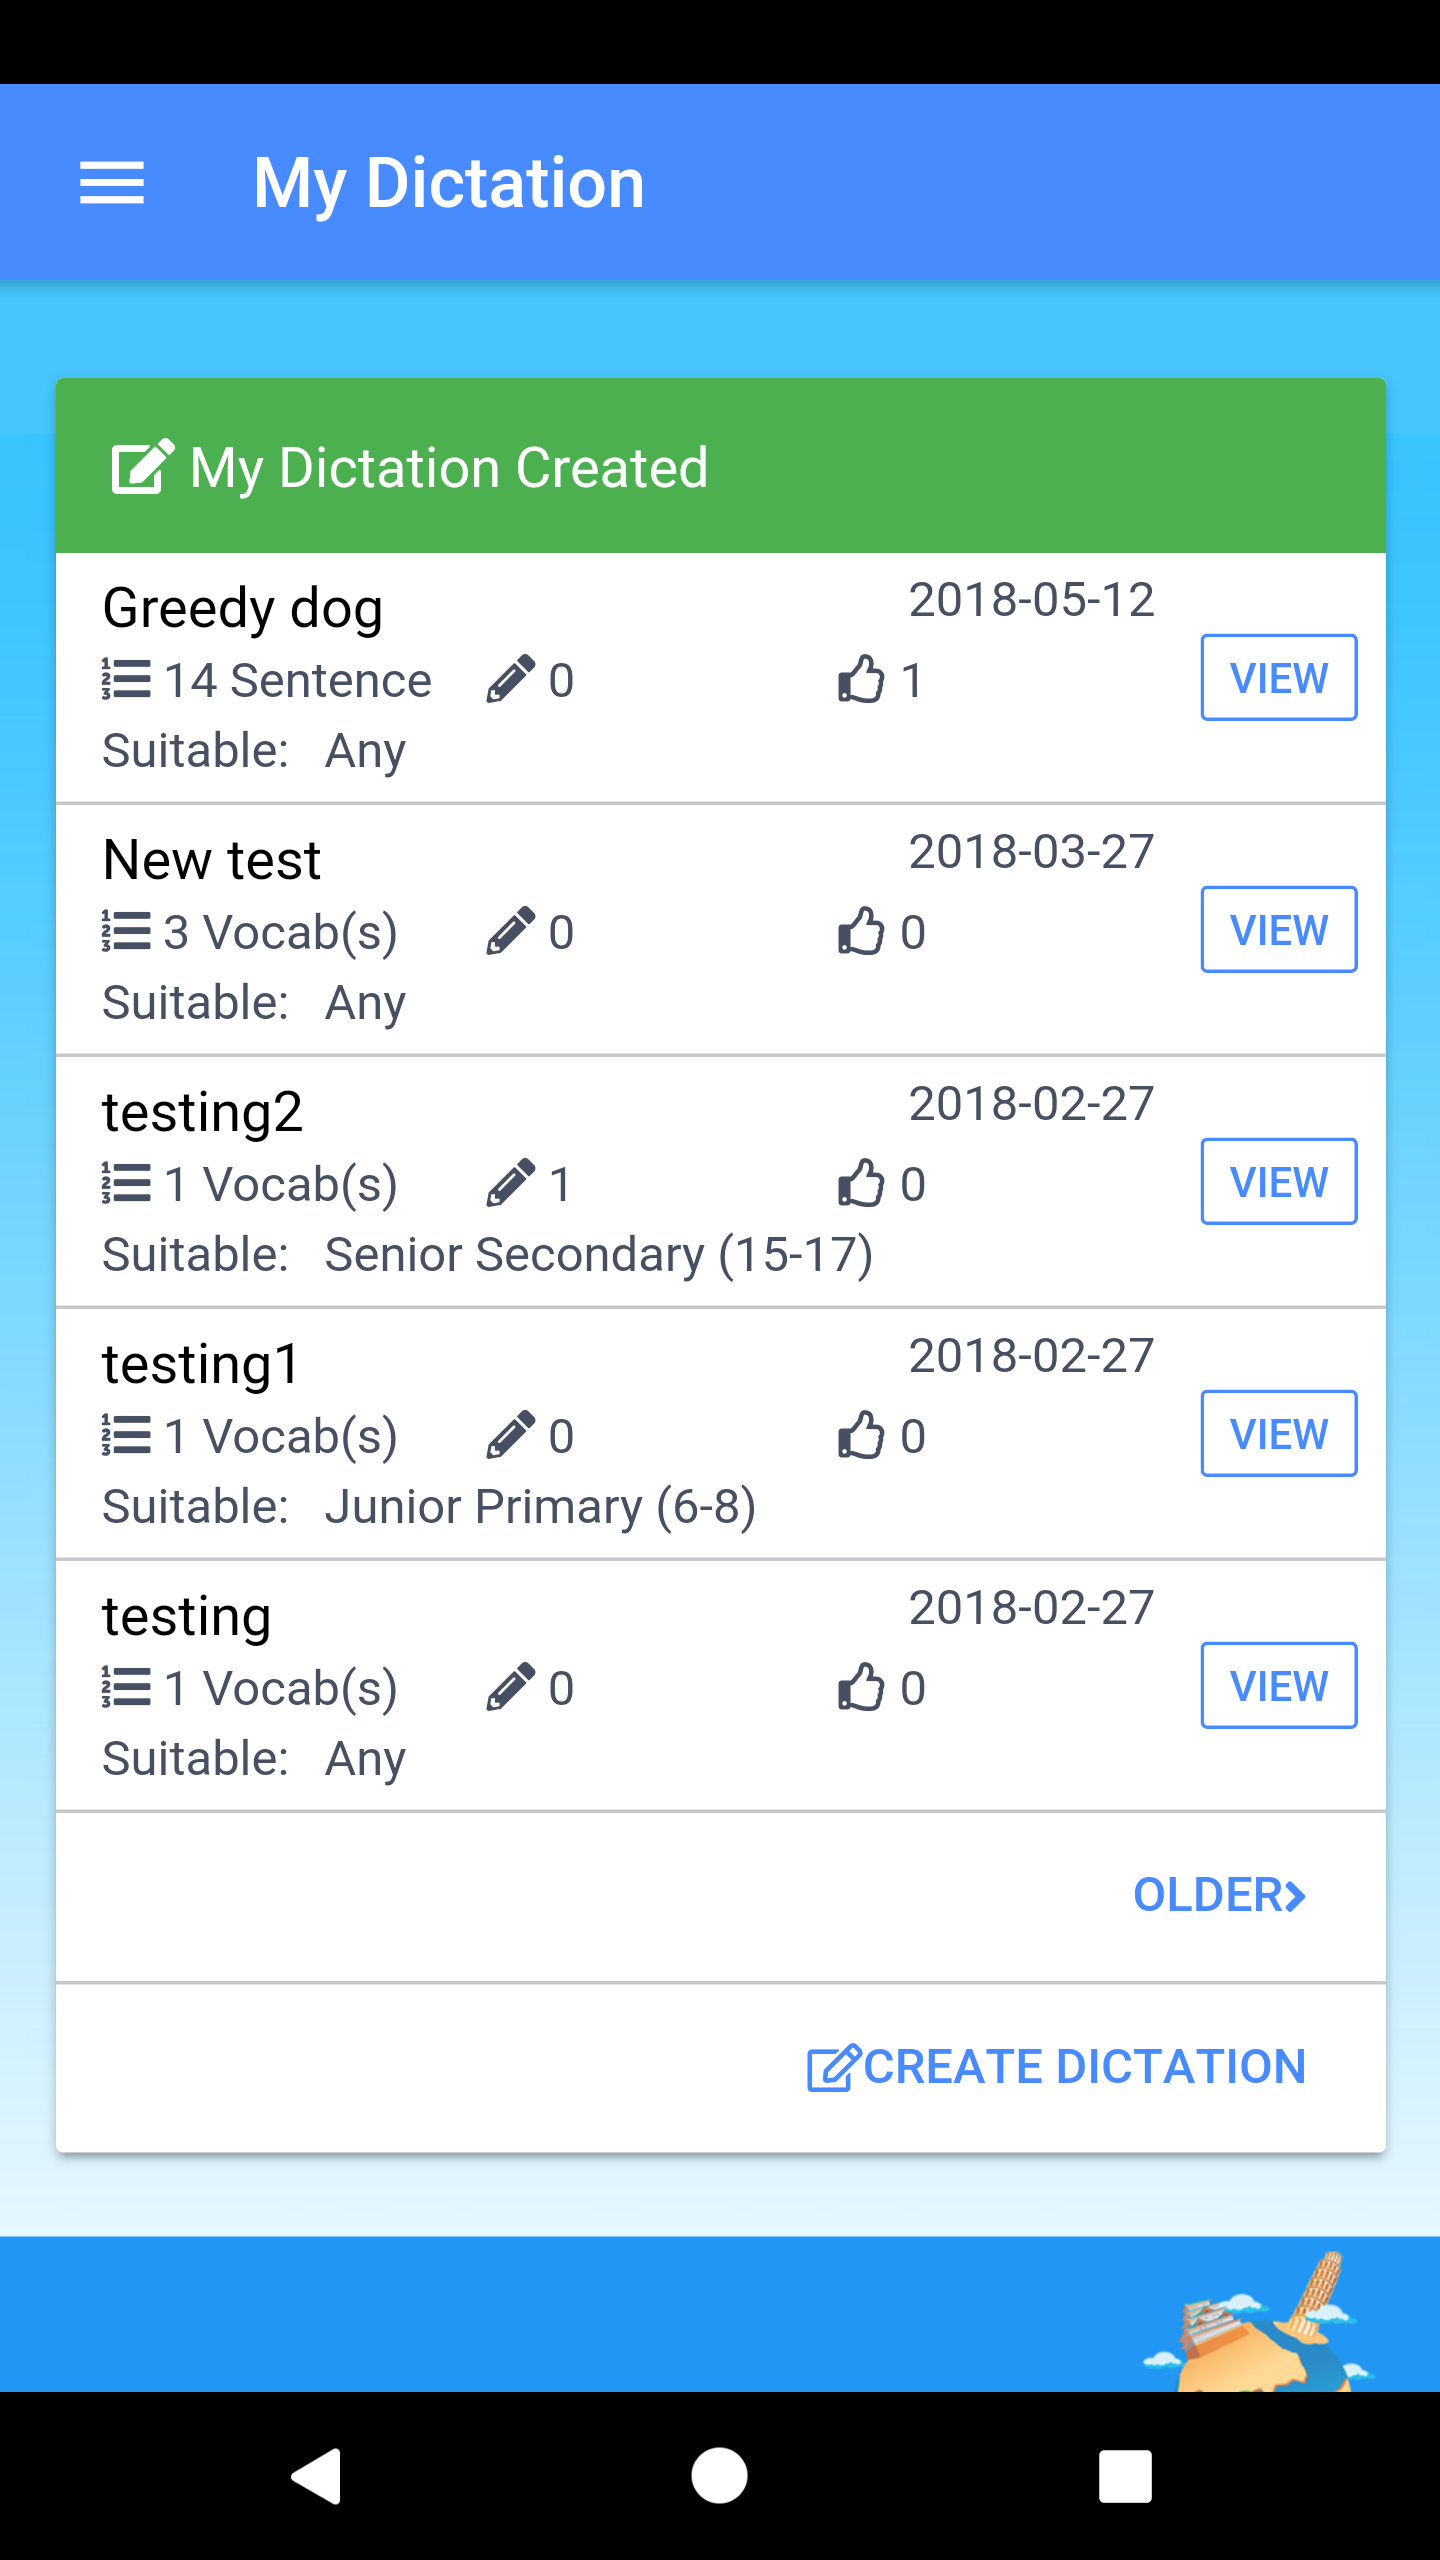 My Dictation
My Dictation Created
Greedy dog 2018-05-12
14 Sentence 0 1 VIEW
Suitable: Any
New test 2018-03-27
3 Vocab(s) 0 0 VIEW
Suitable: Any
testing2 2018-02-27
1 Vocab(s) 1 0 VIEW
Suitable: Senior Secondary (15-17)
testing1 2018-02-27
1 Vocab(s) 0 0 VIEW
Suitable: Junior Primary (6-8)
testing 2018-02-27
1 Vocab(s) 0 0 VIEW
Suitable: Any
OLDER
CREATE DICTATION